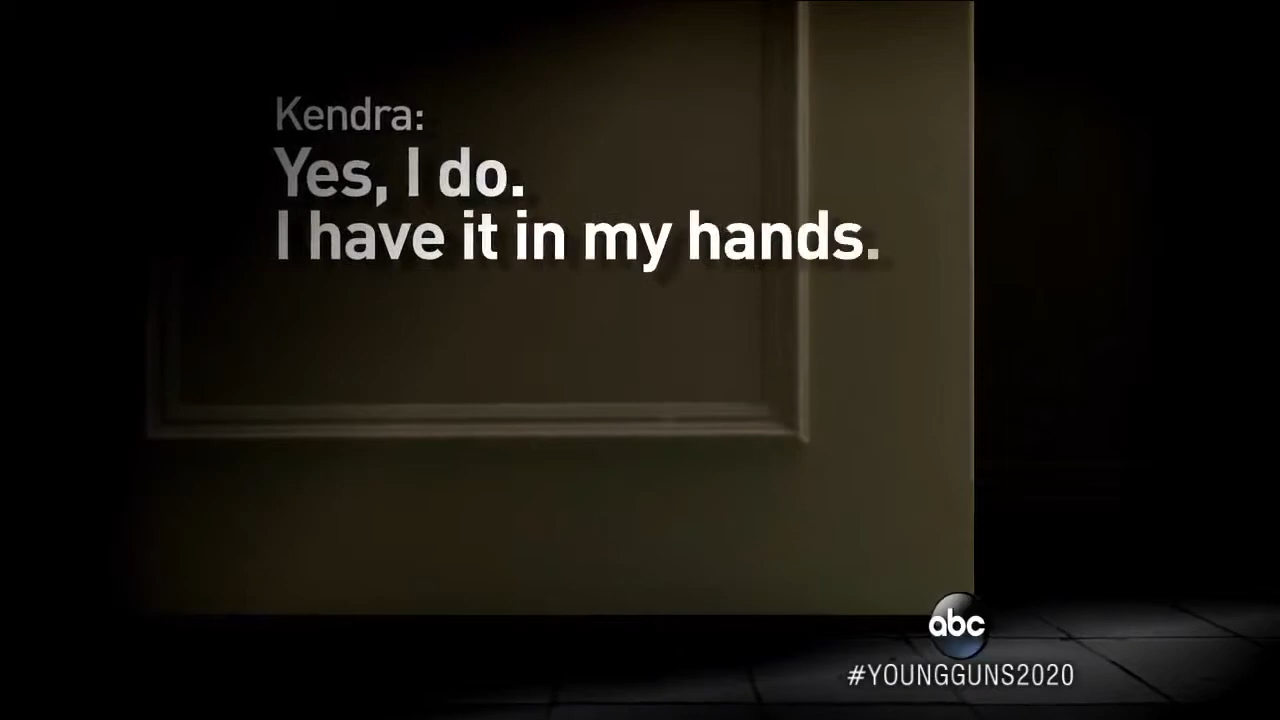 Kendra:
Yes, I do.
I have it in my hands.
abc
#YOUNGGUNS2020